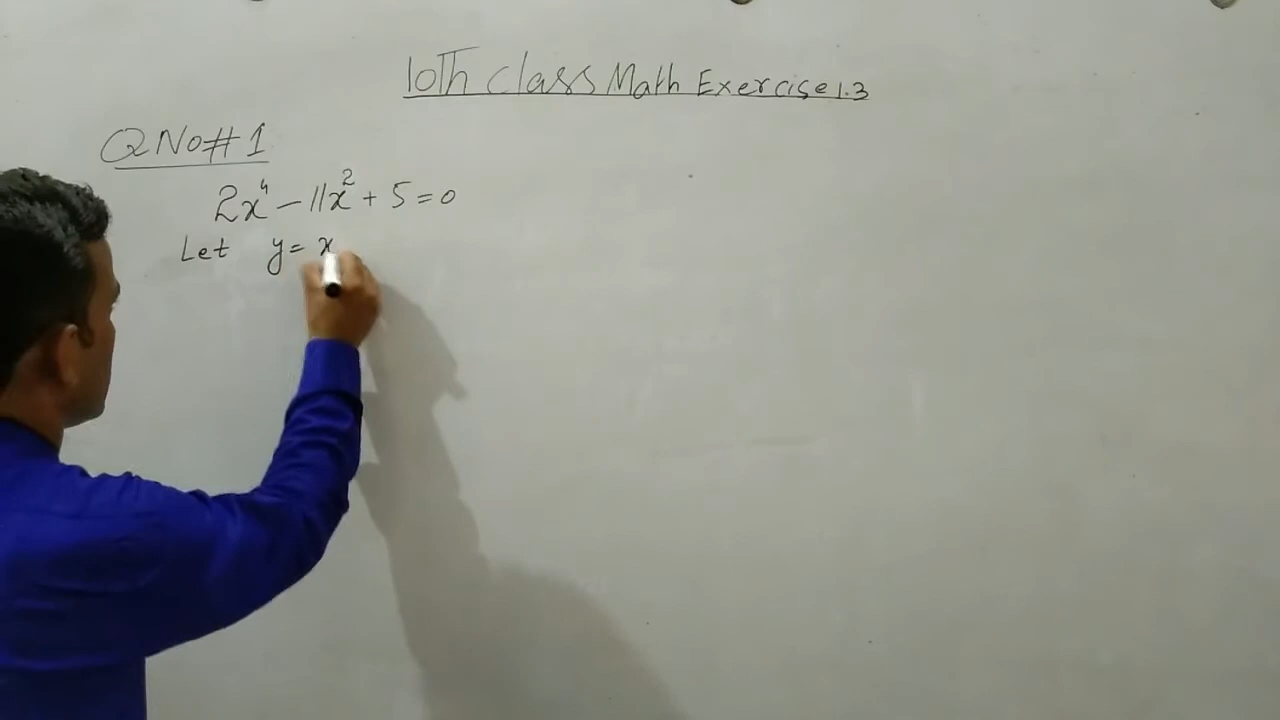 10Th Class Math Exercise 1.3
Q No # 1
2x⁴ - 11x² + 5 = 0
Let y = x